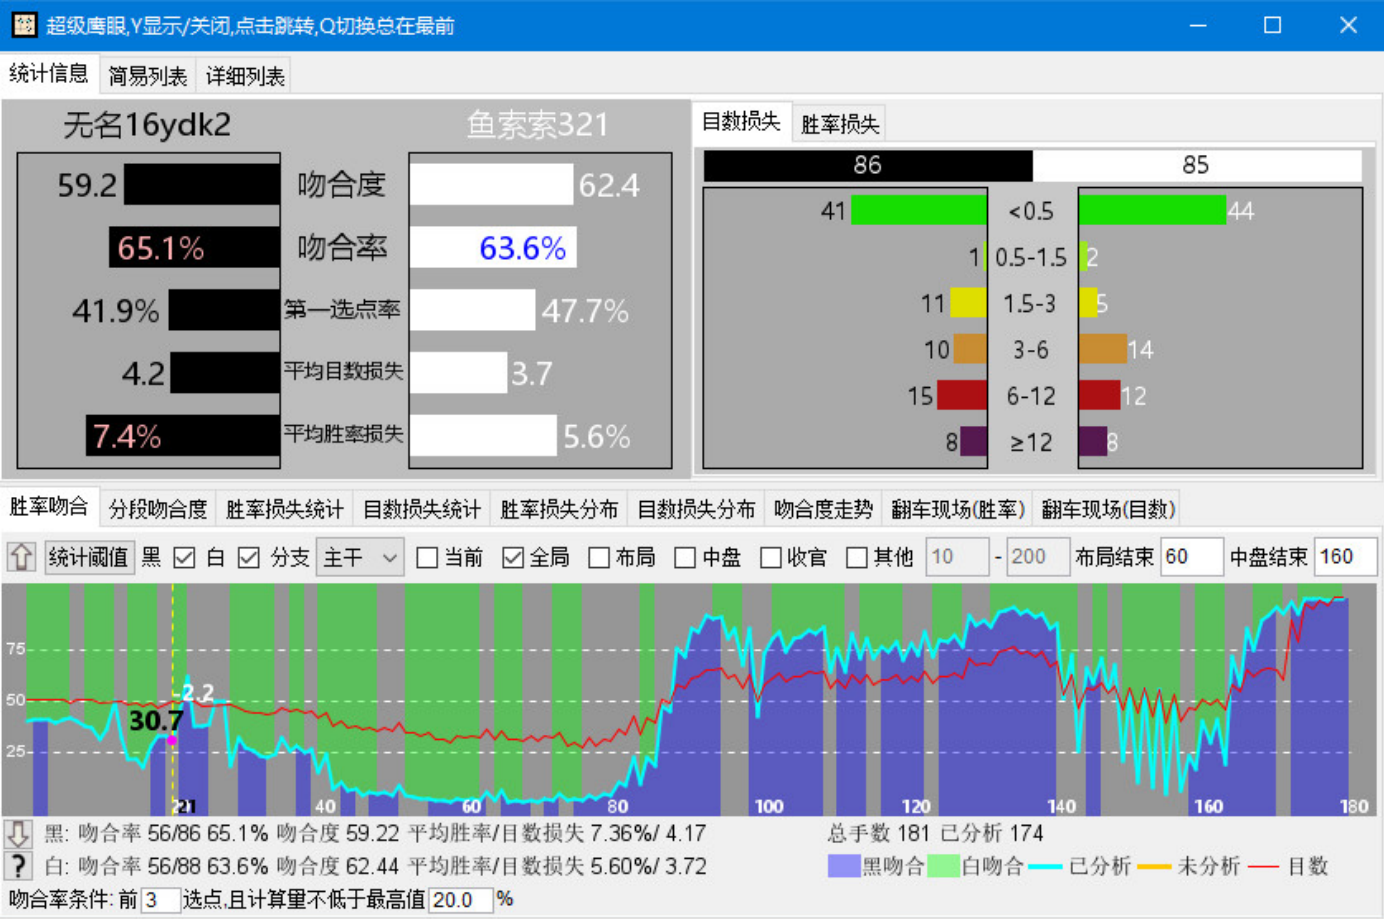 超级鹰眼,Y显示/关闭,点击跳转,Q切换总在最前
统计信息 简易列表 详细列表
无名16ydk2 鱼索索321
59.2 吻合度 62.4
65.1% 吻合率 63.6%
41.9% 第一选点率 47.7%
4.2 平均目数损失 3.7
7.4% 平均胜率损失 5.6%
目数损失 胜率损失
86 85
41 <0.5 44
1 0.5-1.5 2
11 1.5-3 5
10 3-6 14
15 6-12 12
8 ≥12 8
胜率吻合 分段吻合度 胜率损失统计 目数损失统计 胜率损失分布 目数损失分布 吻合度走势 翻车现场(胜率) 翻车现场(目数)
统计阈值 黑 白 分支 主干 当前 全局 布局 中盘 收官 其他 10 - 200 布局结束 60 中盘结束 160
75
50
-2.2
30.7
25
21 40 60 80 100 120 140 160 180
黑: 吻合率 56/86 65.1% 吻合度 59.22 平均胜率/目数损失 7.36%/ 4.17 总手数 181 已分析 174
? 白: 吻合率 56/88 63.6% 吻合度 62.44 平均胜率/目数损失 5.60%/ 3.72 黑吻合 白吻合 已分析 未分析 目数
吻合率条件: 前 3 选点,且计算量不低于最高值 20.0 %